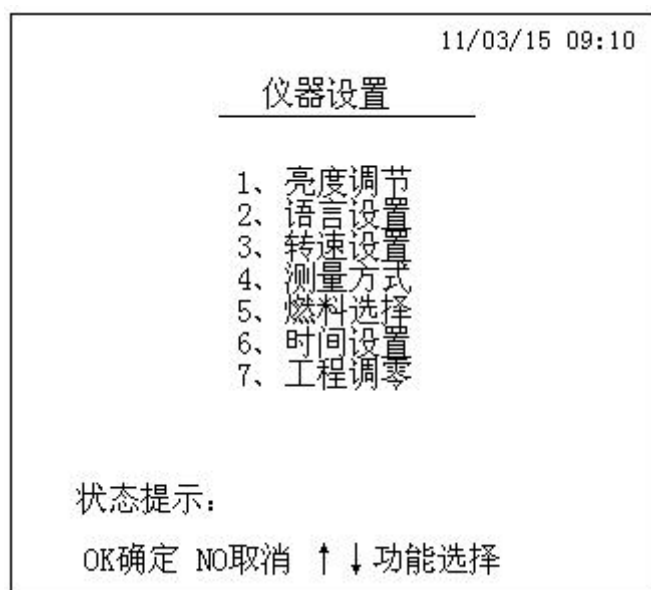 11/03/15 09:10
仪器设置
1、亮度调节
2、语言设置
3、转速设置
4、测量方式
5、燃料选择
6、时间设置
7、工程调零
状态提示：
OK确定 NO取消 ↑↓功能选择